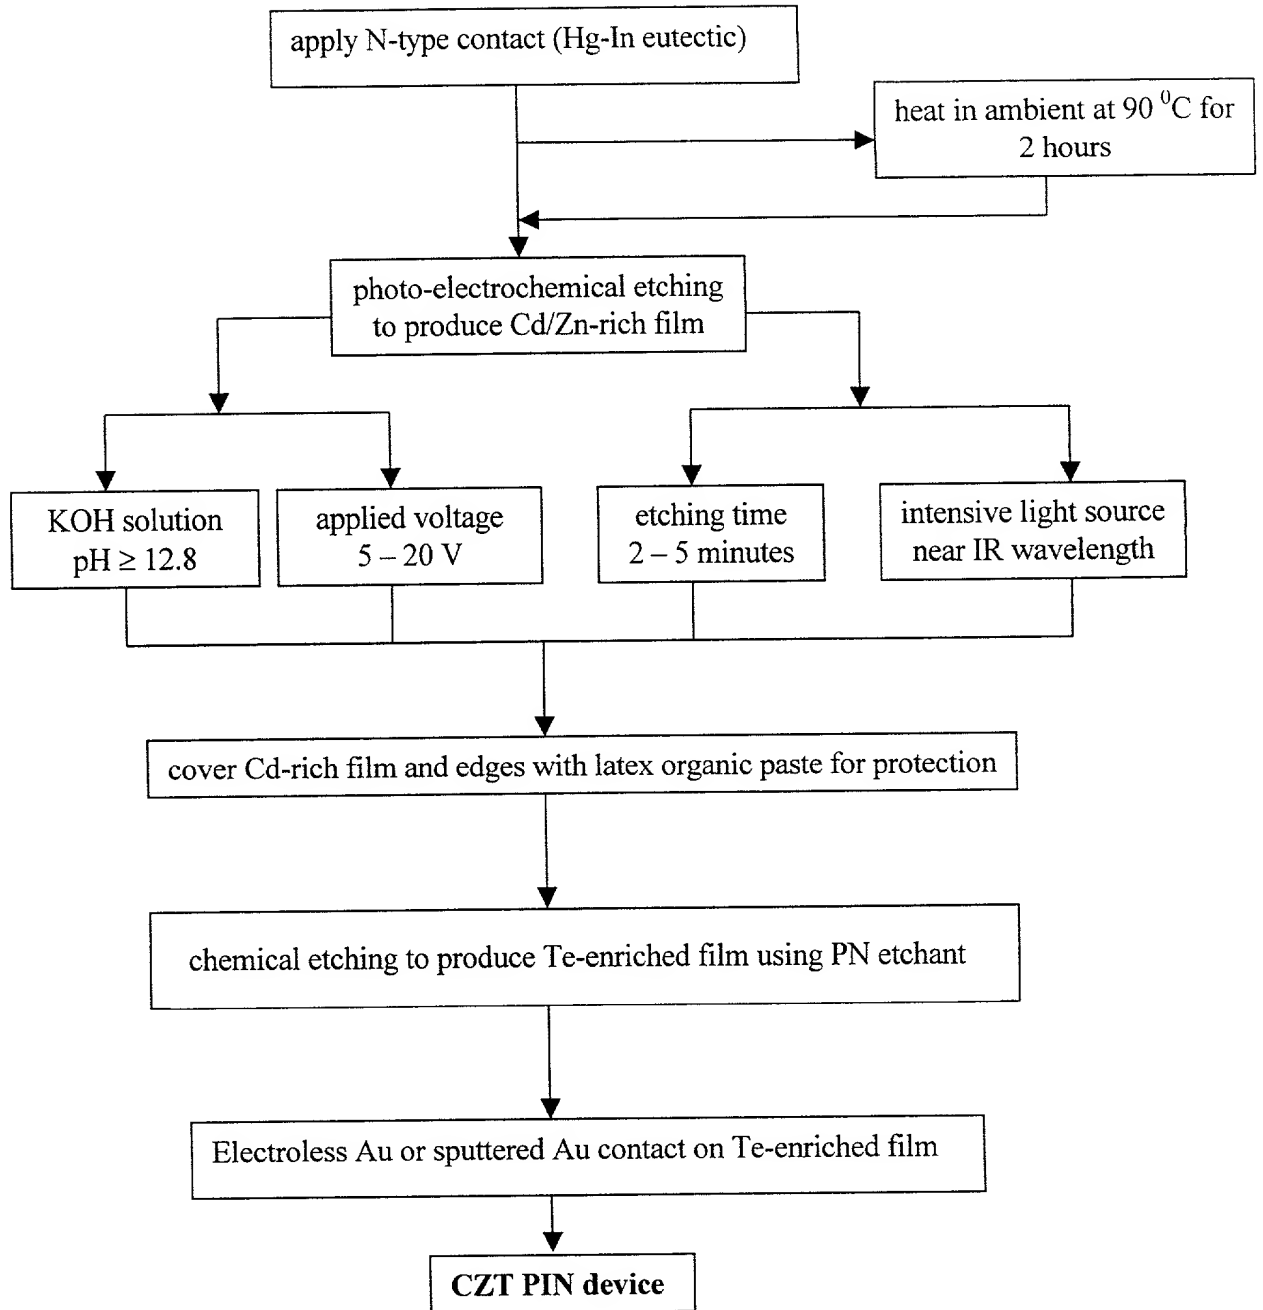 apply N-type contact (Hg-In eutectic)
heat in ambient at 90 ⁰C for
2 hours
photo-electrochemical etching
to produce Cd/Zn-rich film
KOH solution
pH ≥ 12.8
applied voltage
5 – 20 V
etching time
2 – 5 minutes
intensive light source
near IR wavelength
cover Cd-rich film and edges with latex organic paste for protection
chemical etching to produce Te-enriched film using PN etchant
Electroless Au or sputtered Au contact on Te-enriched film
CZT PIN device